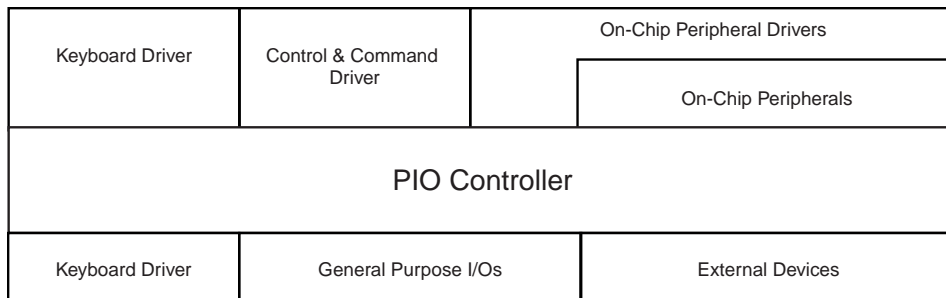 Keyboard Driver
Control & Command
Driver
On-Chip Peripheral Drivers
On-Chip Peripherals
PIO Controller
Keyboard Driver
General Purpose I/Os
External Devices